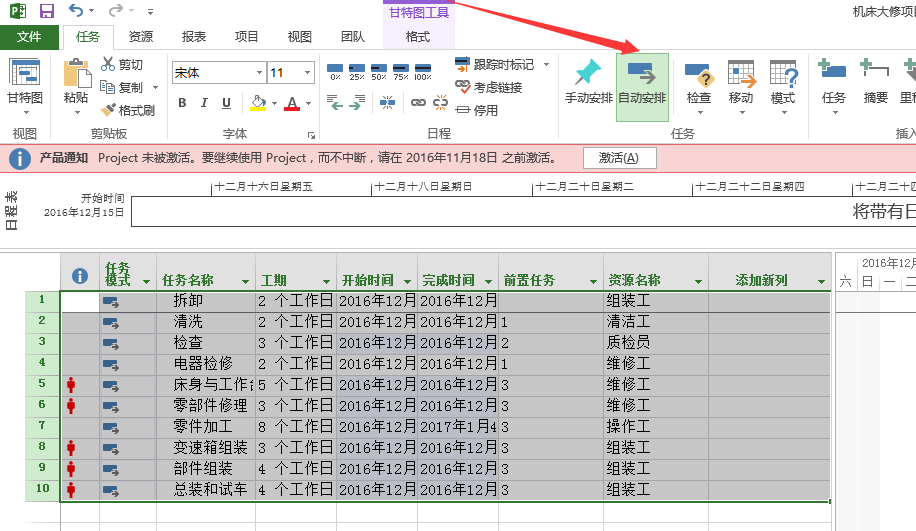 甘特图工具
机床大修项目
文件 任务 资源 报表 项目 视图 团队 格式
甘特图
视图
粘贴
剪切
复制
格式刷
剪贴板
宋体 11
B I U A
字体
0% 25% 50% 75% 100%
跟踪时标记
考虑链接
停用
日程
手动安排 自动安排
检查 移动 模式
任务
任务 摘要
插入
产品通知 Project 未被激活。要继续使用 Project，而不中断，请在 2016年11月18日 之前激活。 激活(A)
日程表
开始时间
2016年12月15日
十二月十六日星期五 十二月十八日星期日 十二月二十日星期二 十二月二十二日星期四 十二月二十四
将带有日
任务模式 任务名称 工期 开始时间 完成时间 前置任务 资源名称 添加新列
2016年12月
六 日 一 二
1 拆卸 2 个工作日 2016年12月 2016年12月 组装工
2 清洗 2 个工作日 2016年12月 2016年12月 1 清洁工
3 检查 3 个工作日 2016年12月 2016年12月 2 质检员
4 电器检修 2 个工作日 2016年12月 2016年12月 1 维修工
5 床身与工作台 5 个工作日 2016年12月 2016年12月 3 维修工
6 零部件修理 3 个工作日 2016年12月 2016年12月 3 维修工
7 零件加工 8 个工作日 2016年12月 2017年1月4 3 操作工
8 变速箱组装 3 个工作日 2016年12月 2016年12月 3 组装工
9 部件组装 4 个工作日 2016年12月 2016年12月 3 组装工
10 总装和试车 4 个工作日 2016年12月 2016年12月 3 组装工